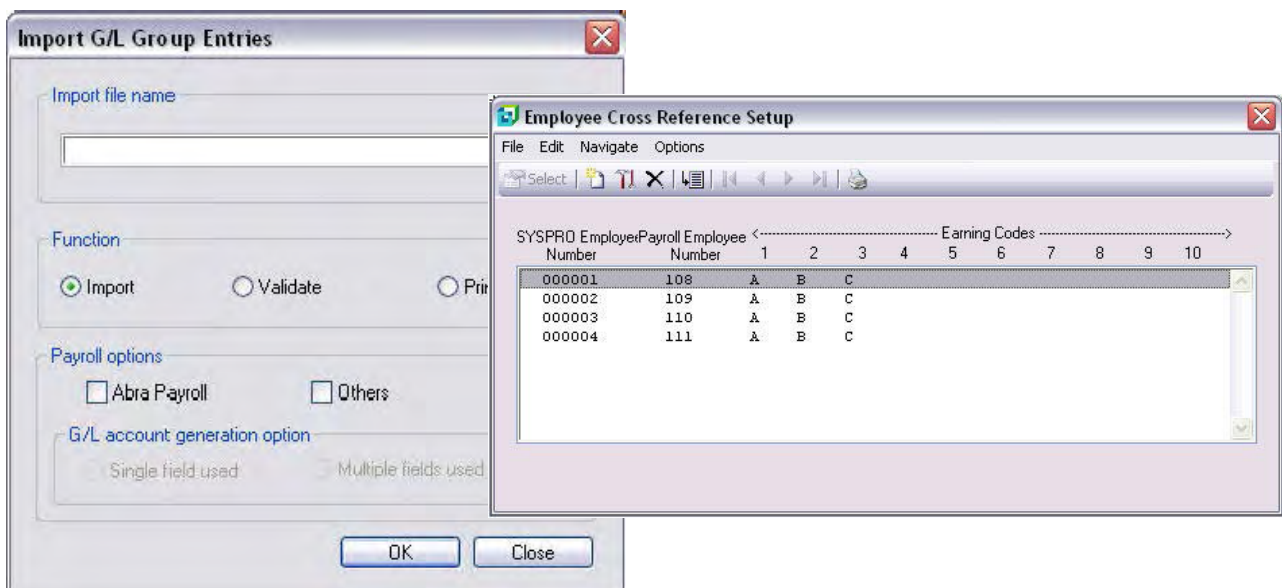 Import G/L Group Entries
Import file name
Function
Import Validate
Payroll options
Abra Payroll Others
G/L account generation option
Single field used Multiple fields used
OK Close
Employee Cross Reference Setup
File Edit Navigate Options
Select
SYSPRO Employee Payroll Employee <---- Earning Codes ---->
Number Number 1 2 3 4 5 6 7 8 9 10
000001 108 A B C
000002 109 A B C
000003 110 A B C
000004 111 A B C